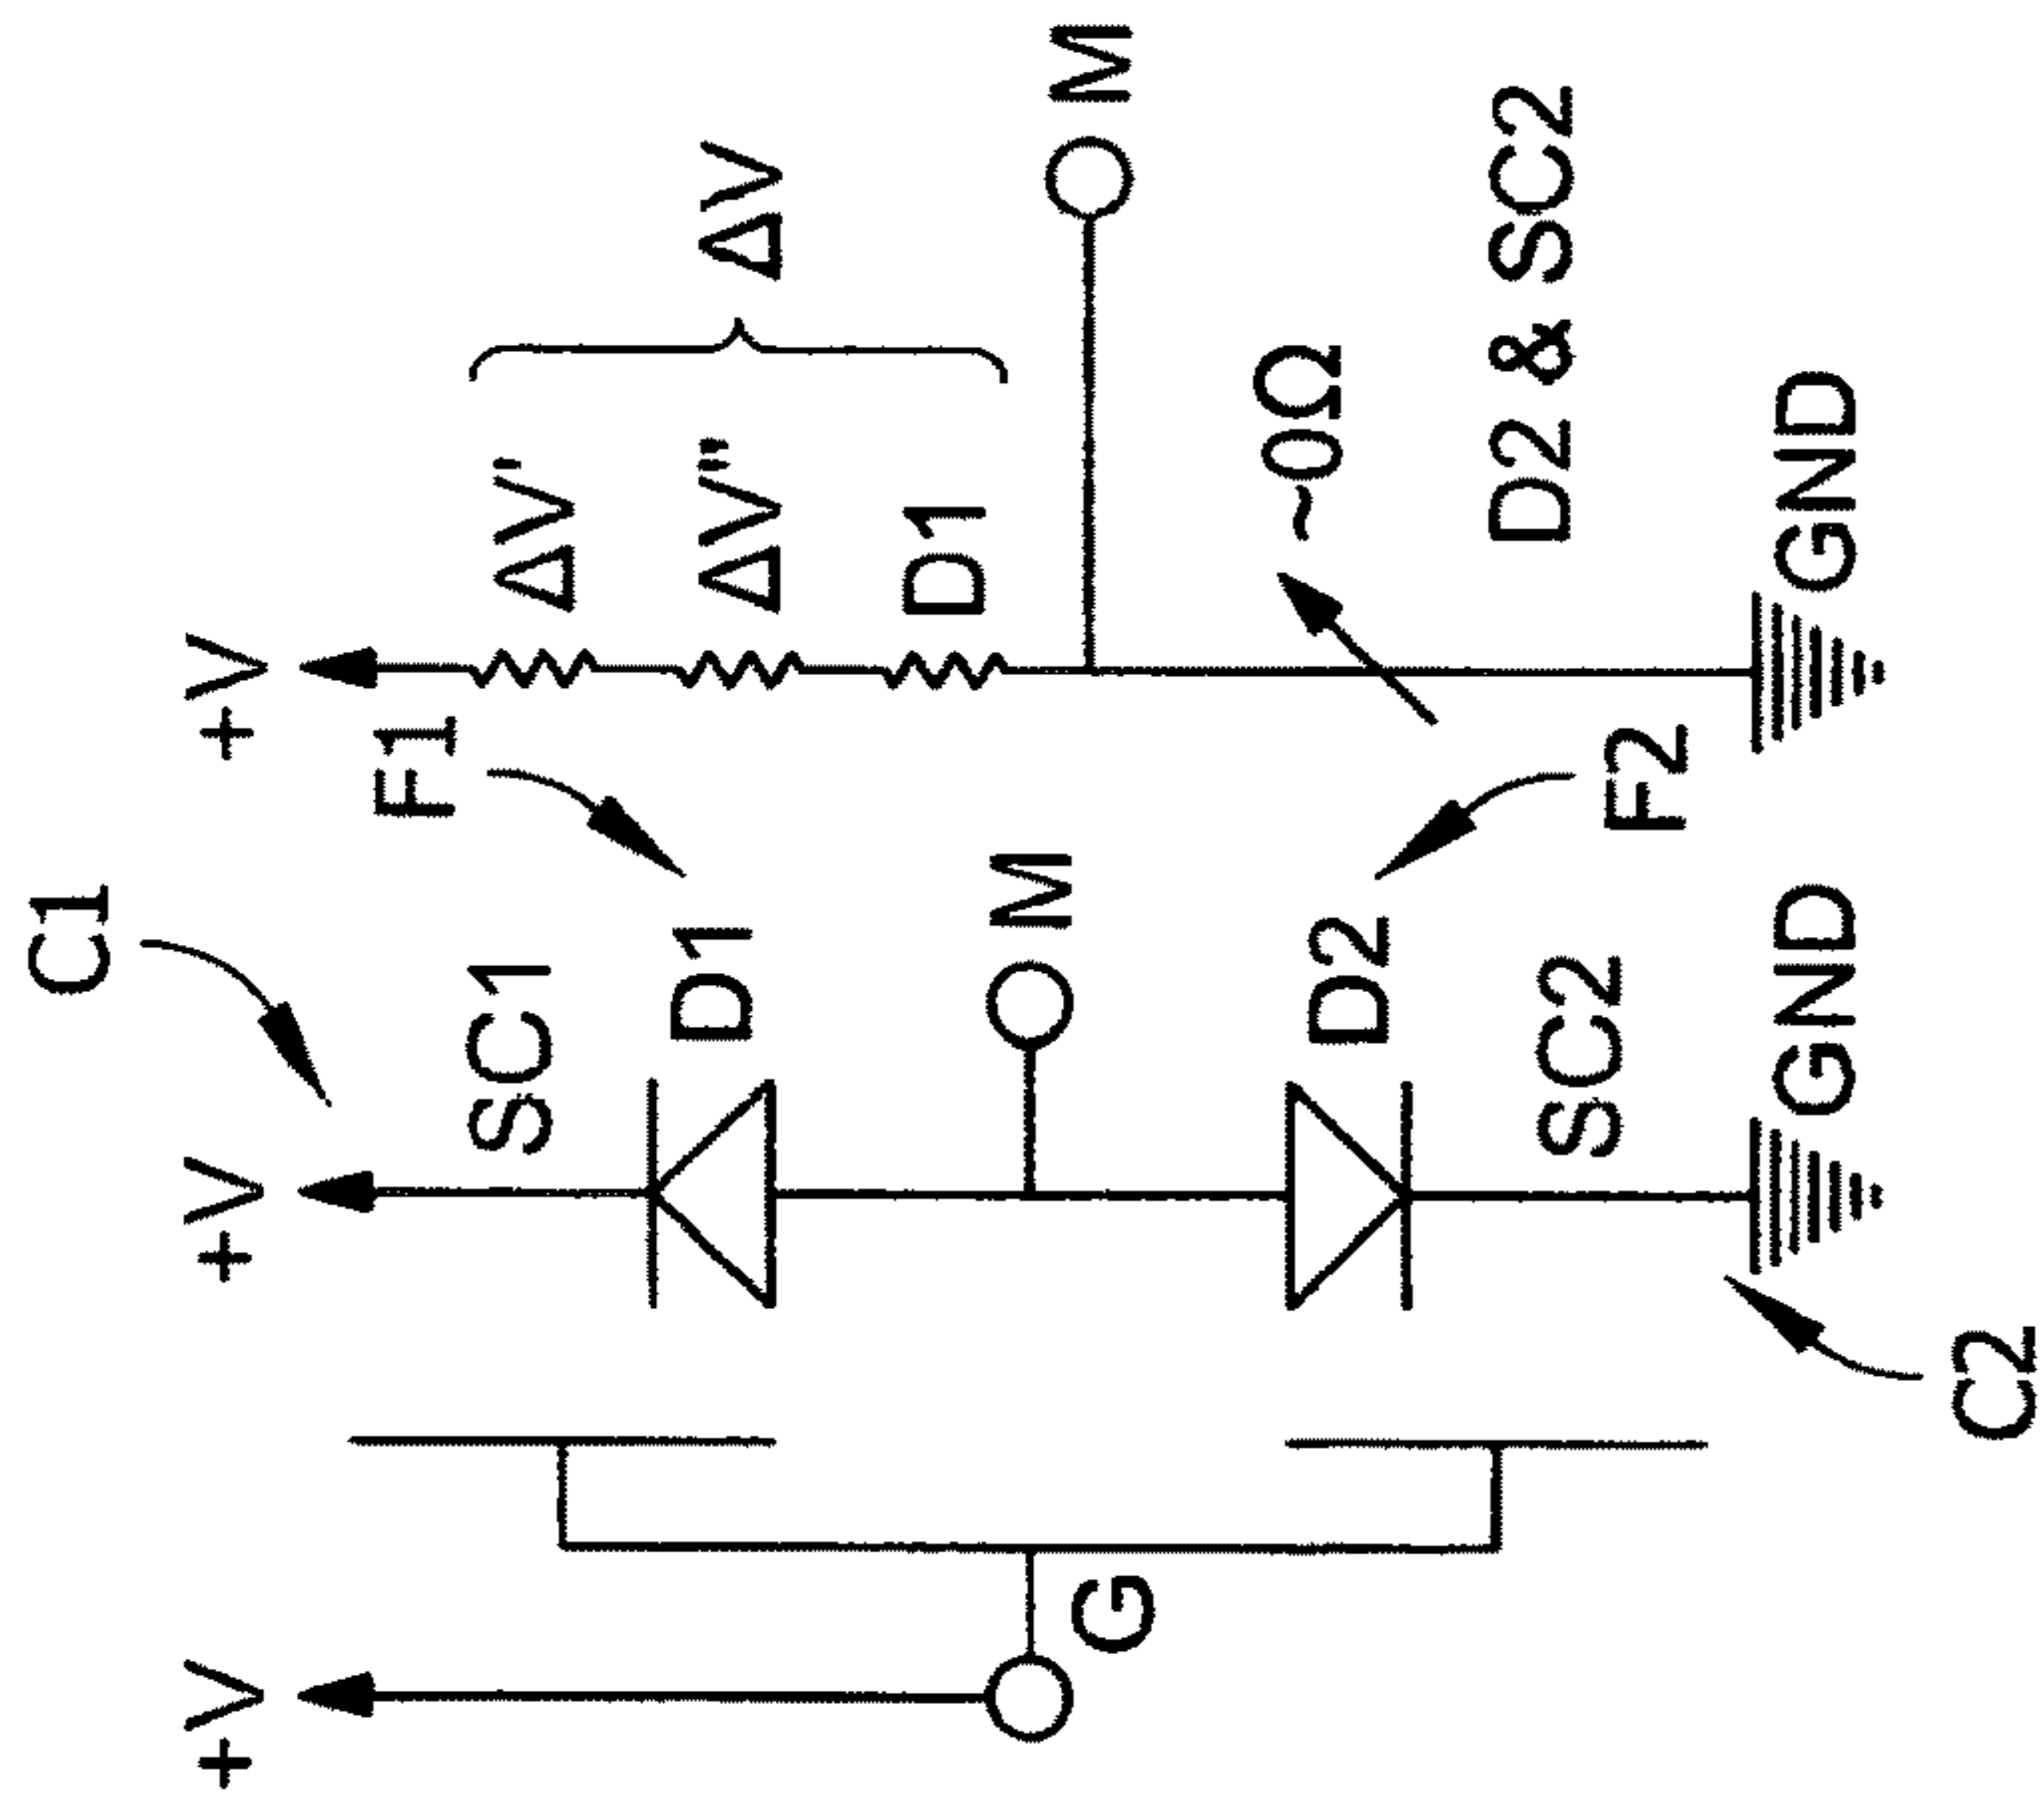 C1
+V
+V
+V
F1
SC1
ΔV'
D1
ΔV"
ΔV
D1
M
M
G
~0Ω
D2
D2 & SC2
SC2
F2
GND
GND
C2